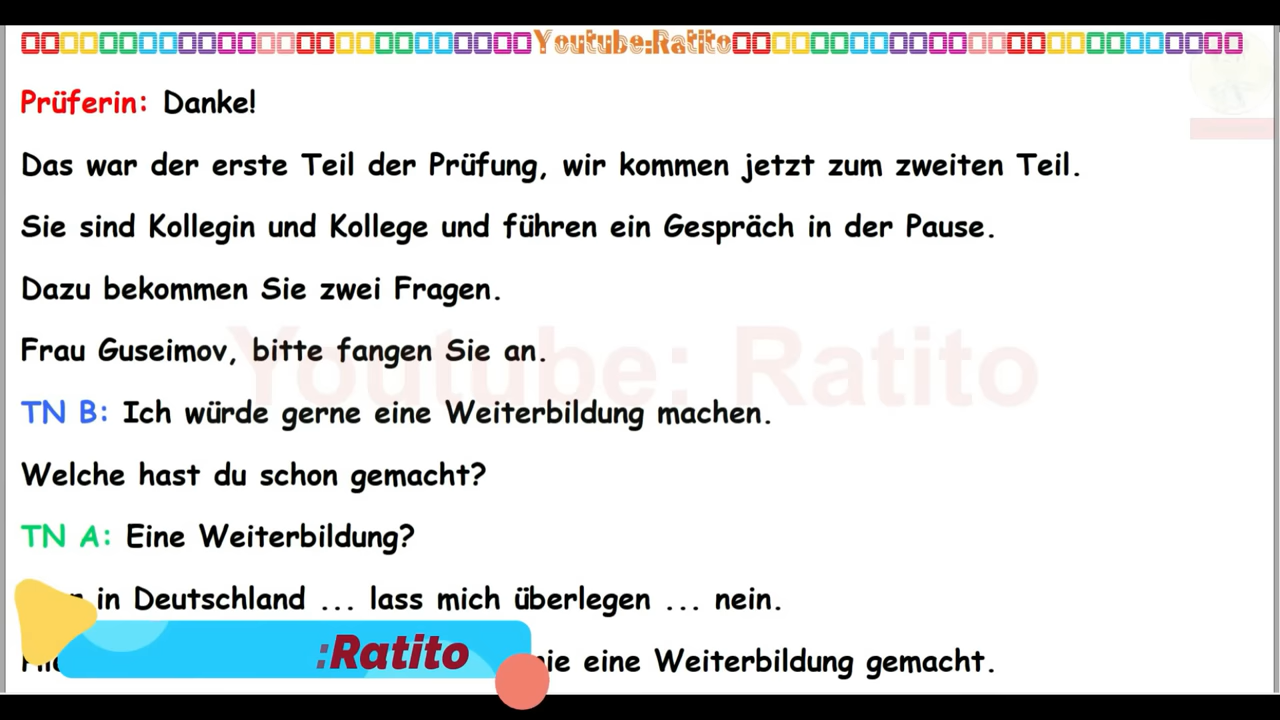 Youtube:Ratito
Prüferin: Danke!
Das war der erste Teil der Prüfung, wir kommen jetzt zum zweiten Teil.
Sie sind Kollegin und Kollege und führen ein Gespräch in der Pause.
Dazu bekommen Sie zwei Fragen.
Frau Guseimov, bitte fangen Sie an.
Youtube: Ratito
TN B: Ich würde gerne eine Weiterbildung machen.
Welche hast du schon gemacht?
TN A: Eine Weiterbildung?
in Deutschland ... lass mich überlegen ... nein.
:Ratito
eine Weiterbildung gemacht.